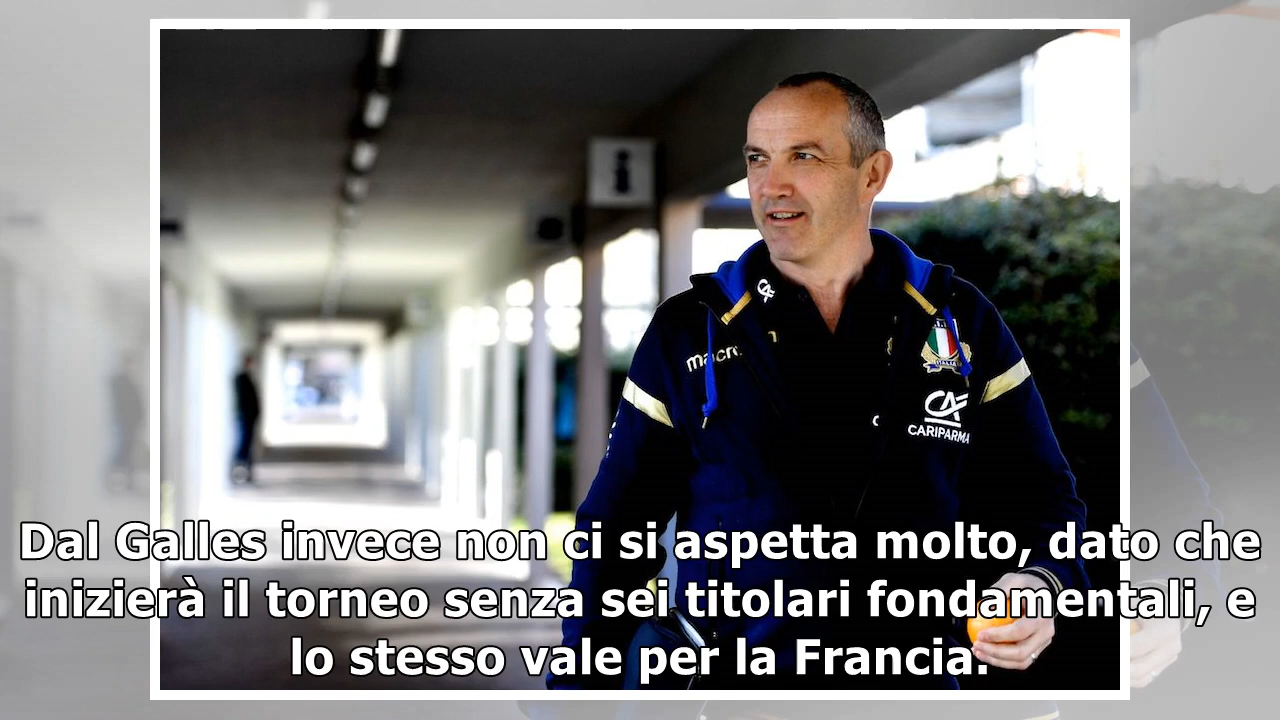 i
macro
CARIPARMA
Dal Galles invece non ci si aspetta molto, dato che
inizierà il torneo senza sei titolari fondamentali, e
lo stesso vale per la Francia.